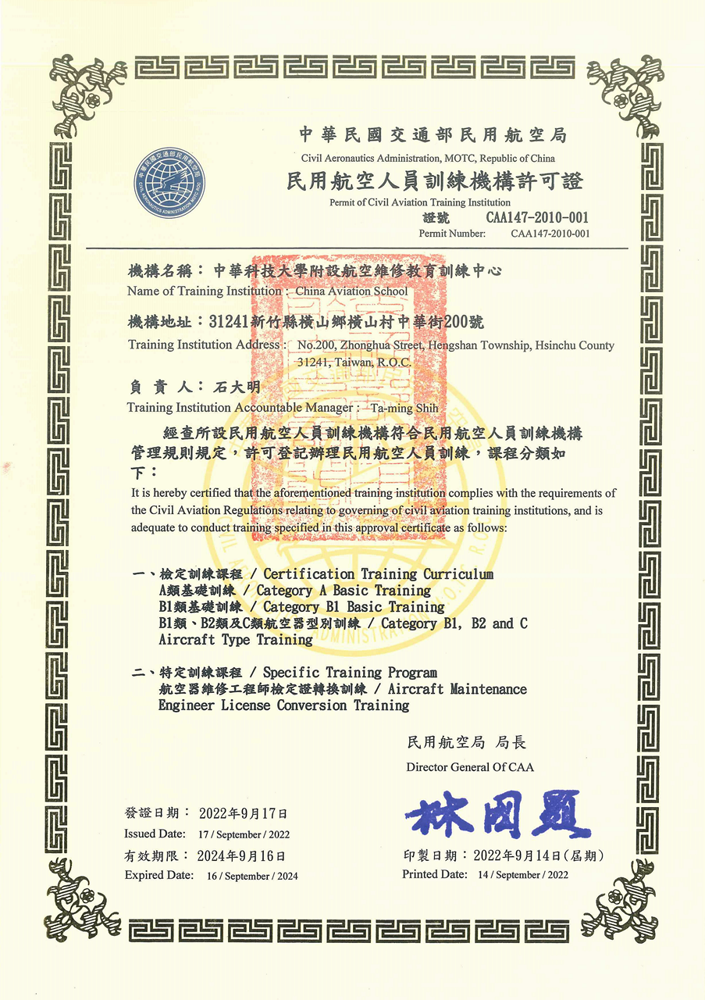 中華民國交通部民用航空局
CIVIL AERONAUTICS ADMINISTRATION MOTC ROC
中華民國交通部民用航空局
Civil Aeronautics Administration, MOTC, Republic of China
民用航空人員訓練機構許可證
Permit of Civil Aviation Training Institution
證號 CAA147-2010-001
Permit Number: CAA147-2010-001
機構名稱：中華科技大學附設航空維修教育訓練中心
Name of Training Institution : China Aviation School
機構地址：31241新竹縣橫山鄉橫山村中華街200號
Training Institution Address : No.200, Zhonghua Street, Hengshan Township, Hsinchu County
31241, Taiwan, R.O.C.
負 責 人：石大明
Training Institution Accountable Manager : Ta-ming Shih
經查所設民用航空人員訓練機構符合民用航空人員訓練機構
管理規則規定，許可登記辦理民用航空人員訓練，課程分類如
下：
It is hereby certified that the aforementioned training institution complies with the requirements of
the Civil Aviation Regulations relating to governing of civil aviation training institutions, and is
adequate to conduct training specified in this approval certificate as follows:
一、檢定訓練課程 / Certification Training Curriculum
A類基礎訓練 / Category A Basic Training
B1類基礎訓練 / Category B1 Basic Training
B1類、B2類及C類航空器型別訓練 / Category B1, B2 and C
Aircraft Type Training
二、特定訓練課程 / Specific Training Program
航空器維修工程師檢定證轉換訓練 / Aircraft Maintenance
Engineer License Conversion Training
民用航空局 局長
Director General Of CAA
林國顯
發證日期： 2022年9月17日
Issued Date: 17 / September / 2022
有效期限： 2024年9月16日
Expired Date: 16 / September / 2024
印製日期：2022年9月14日(屆期)
Printed Date: 14 / September / 2022